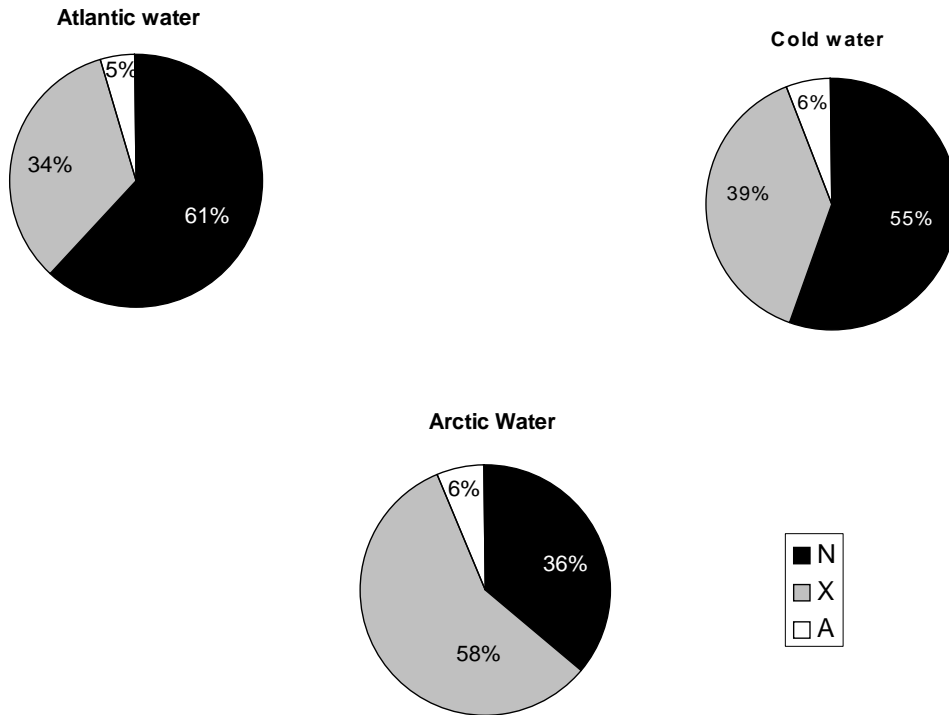 Atlantic water
5%
34%
61%
Cold water
6%
39%
55%
Arctic Water
6%
36%
58%
N
X
A